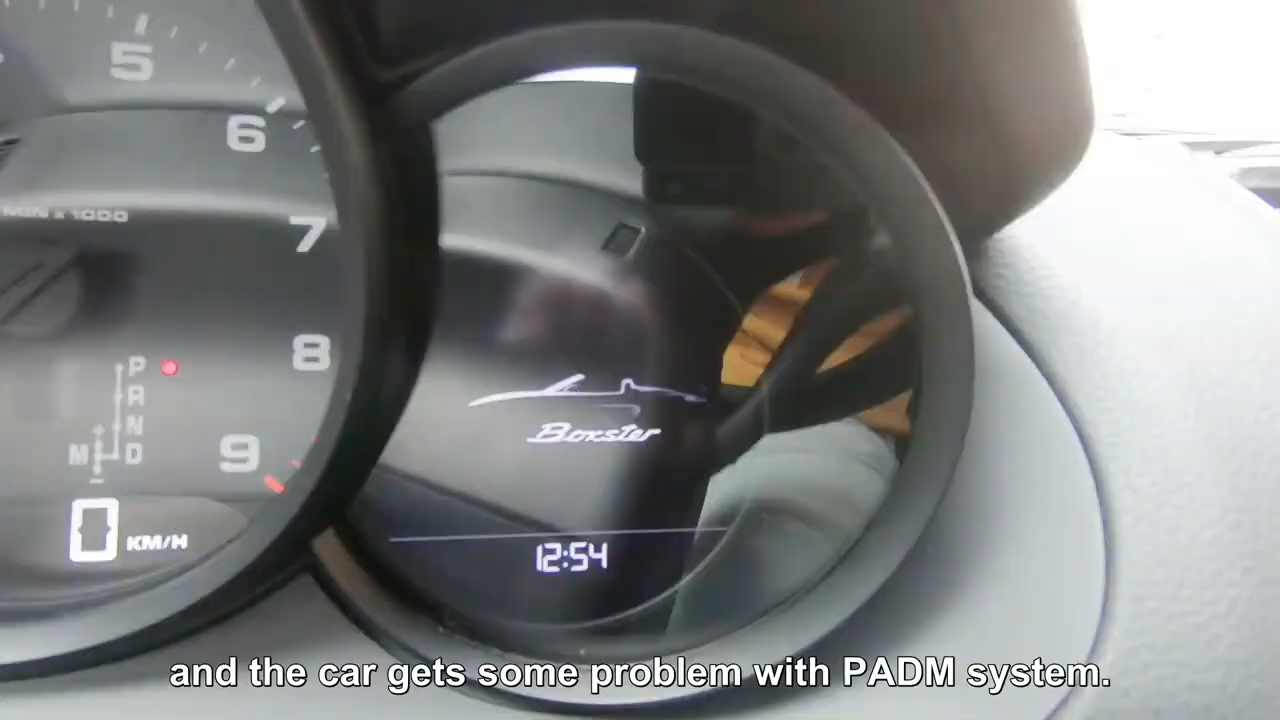 5
6
MIN x 1000
7
8
P
R
N
M D
9
0 KM/H
Boxster
12:54
and the car gets some problem with PADM system.